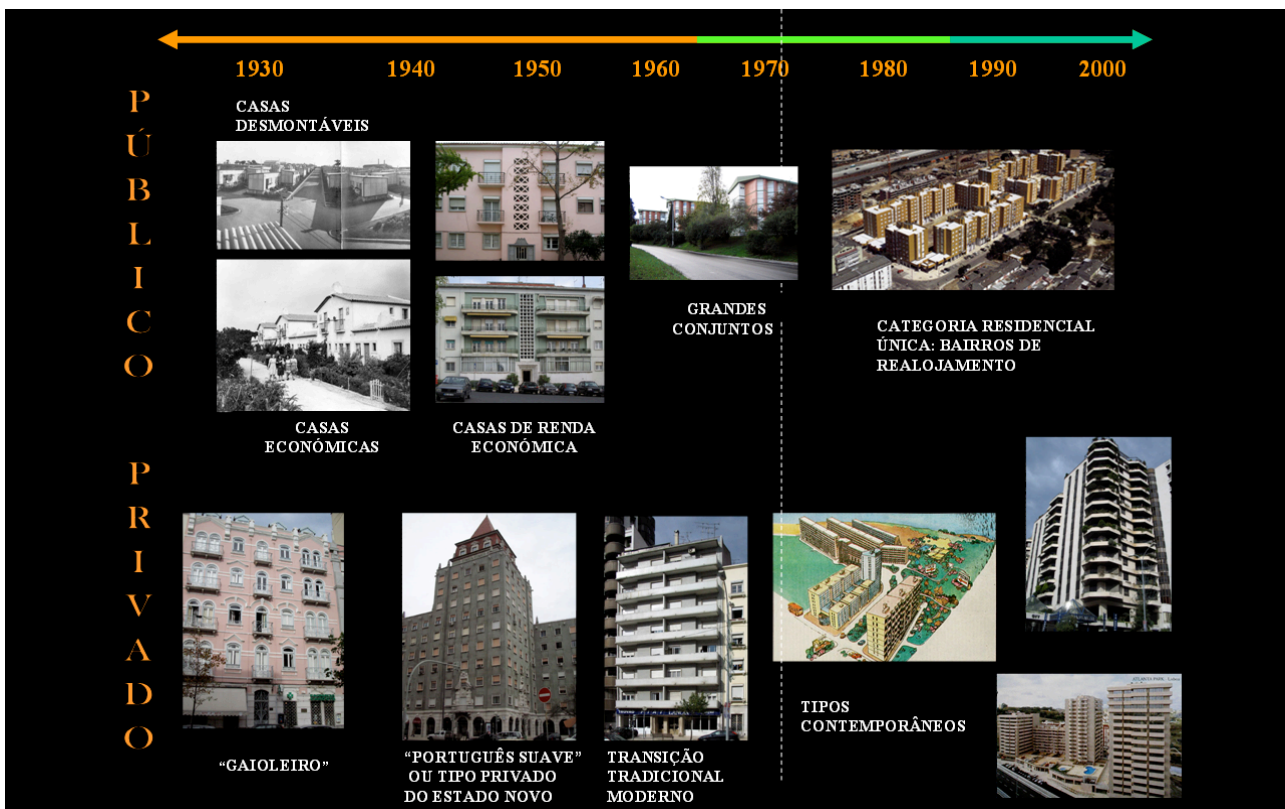 1930 1940 1950 1960 1970 1980 1990 2000
PÚBLICO
CASAS
DESMONTÁVEIS
CASAS
ECONÓMICAS
CASAS DE RENDA
ECONÓMICA
GRANDES
CONJUNTOS
CATEGORIA RESIDENCIAL
ÚNICA: BAIRROS DE
REALOJAMENTO
PRIVADO
“GAIOLEIRO”
“PORTUGUÊS SUAVE”
OU TIPO PRIVADO
DO ESTADO NOVO
TRANSIÇÃO
TRADICIONAL
MODERNO
TIPOS
CONTEMPORÂNEOS